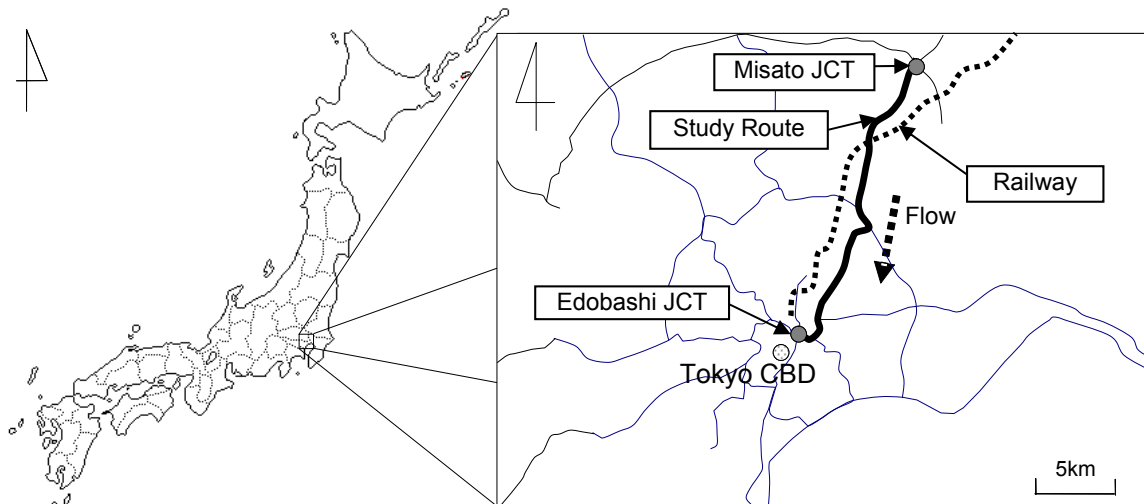 Misato JCT
Study Route
Railway
Flow
Edobashi JCT
Tokyo CBD
5km